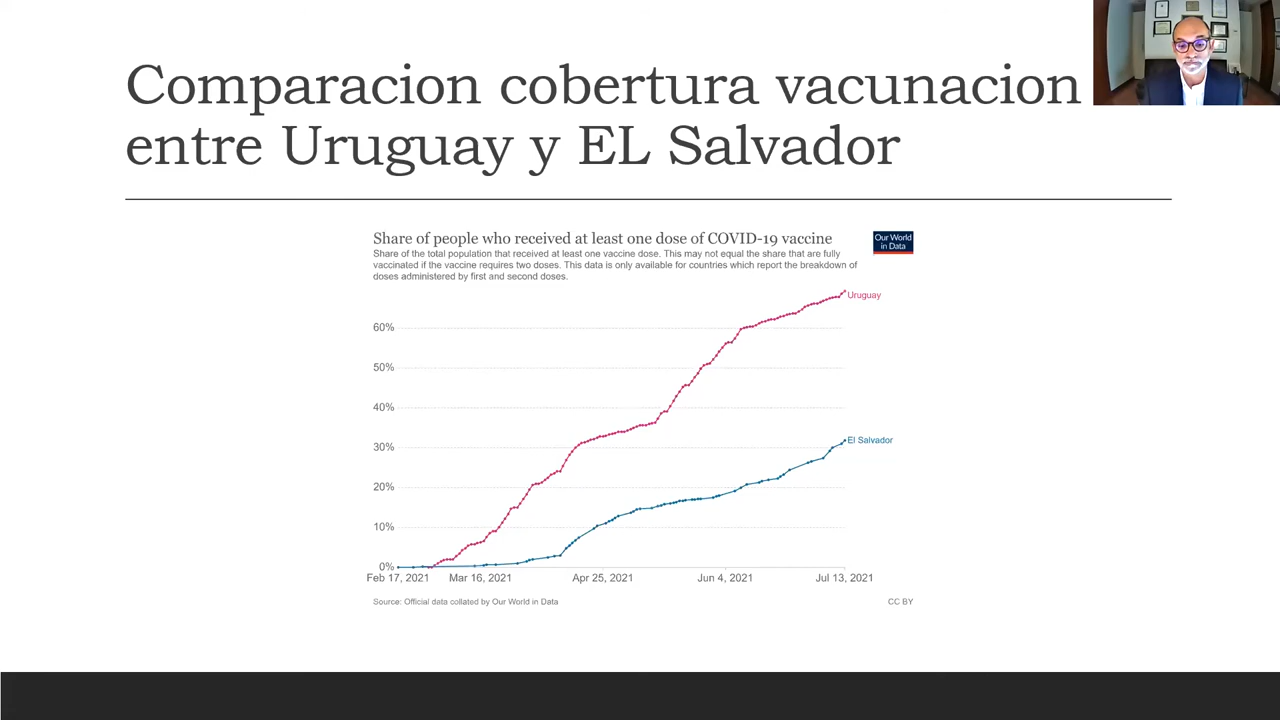 Comparacion cobertura vacunacion
entre Uruguay y EL Salvador
Share of people who received at least one dose of COVID-19 vaccine
Our World
in Data
Share of the total population that received at least one vaccine dose. This may not equal the share that are fully
vaccinated if the vaccine requires two doses. This data is only available for countries which report the breakdown of
doses administered by first and second doses.
Uruguay
60%
50%
40%
El Salvador
30%
20%
10%
0%
Feb 17, 2021 Mar 16, 2021 Apr 25, 2021 Jun 4, 2021 Jul 13, 2021
Source: Official data collated by Our World in Data CC BY